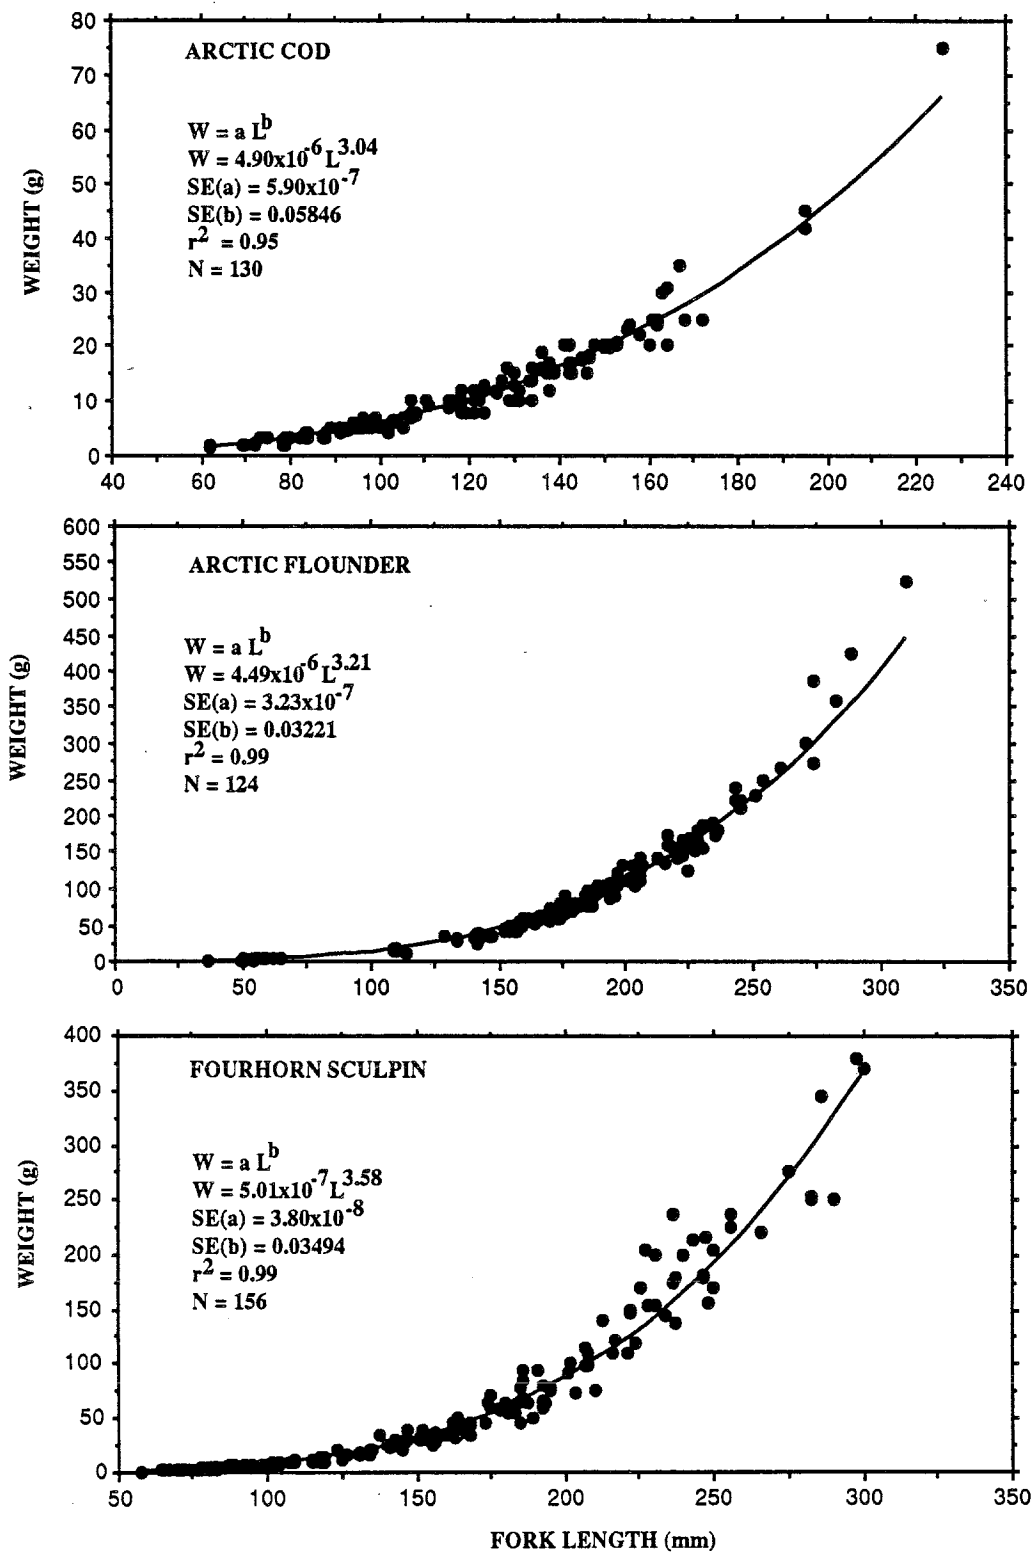 ARCTIC COD
W = a L^b
W = 4.90x10^-6 L^3.04
SE(a) = 5.90x10^-7
SE(b) = 0.05846
r^2 = 0.95
N = 130
WEIGHT (g)
80
70
60
50
40
30
20
10
0
40 60 80 100 120 140 160 180 200 220 240
ARCTIC FLOUNDER
W = a L^b
W = 4.49x10^-6 L^3.21
SE(a) = 3.23x10^-7
SE(b) = 0.03221
r^2 = 0.99
N = 124
WEIGHT (g)
600
550
500
450
400
350
300
250
200
150
100
50
0
0 50 100 150 200 250 300 350
FOURHORN SCULPIN
W = a L^b
W = 5.01x10^-7 L^3.58
SE(a) = 3.80x10^-8
SE(b) = 0.03494
r^2 = 0.99
N = 156
WEIGHT (g)
400
350
300
250
200
150
100
50
0
50 100 150 200 250 300 350
FORK LENGTH (mm)